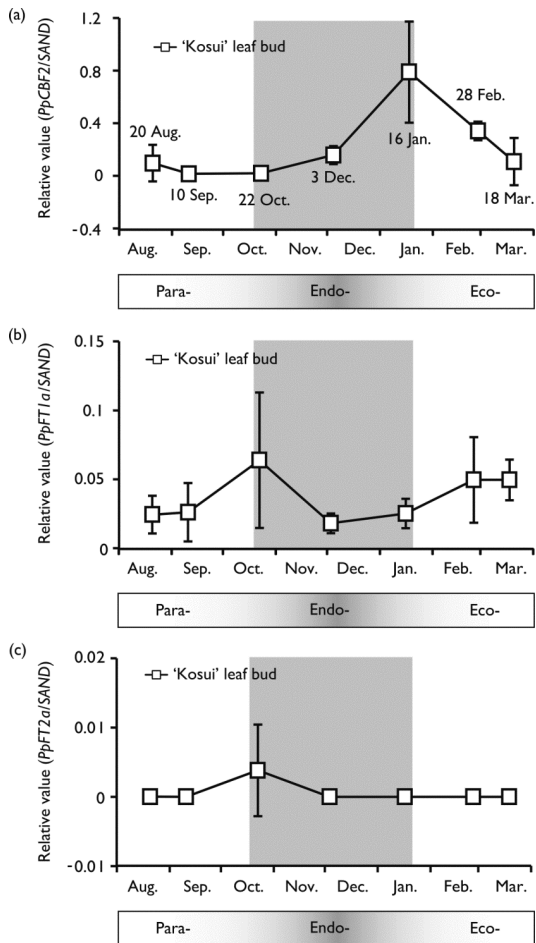 (a)
Relative value (PpCBF2/SAND)
1.2
0.8
0.4
0
-0.4
'Kosui' leaf bud
20 Aug.
10 Sep.
22 Oct.
3 Dec.
16 Jan.
28 Feb.
18 Mar.
Aug. Sep. Oct. Nov. Dec. Jan. Feb. Mar.
Para- Endo- Eco-
(b)
Relative value (PpFT1a/SAND)
0.15
0.1
0.05
0
'Kosui' leaf bud
Aug. Sep. Oct. Nov. Dec. Jan. Feb. Mar.
Para- Endo- Eco-
(c)
Relative value (PpFT2a/SAND)
0.02
0.01
0
-0.01
'Kosui' leaf bud
Aug. Sep. Oct. Nov. Dec. Jan. Feb. Mar.
Para- Endo- Eco-